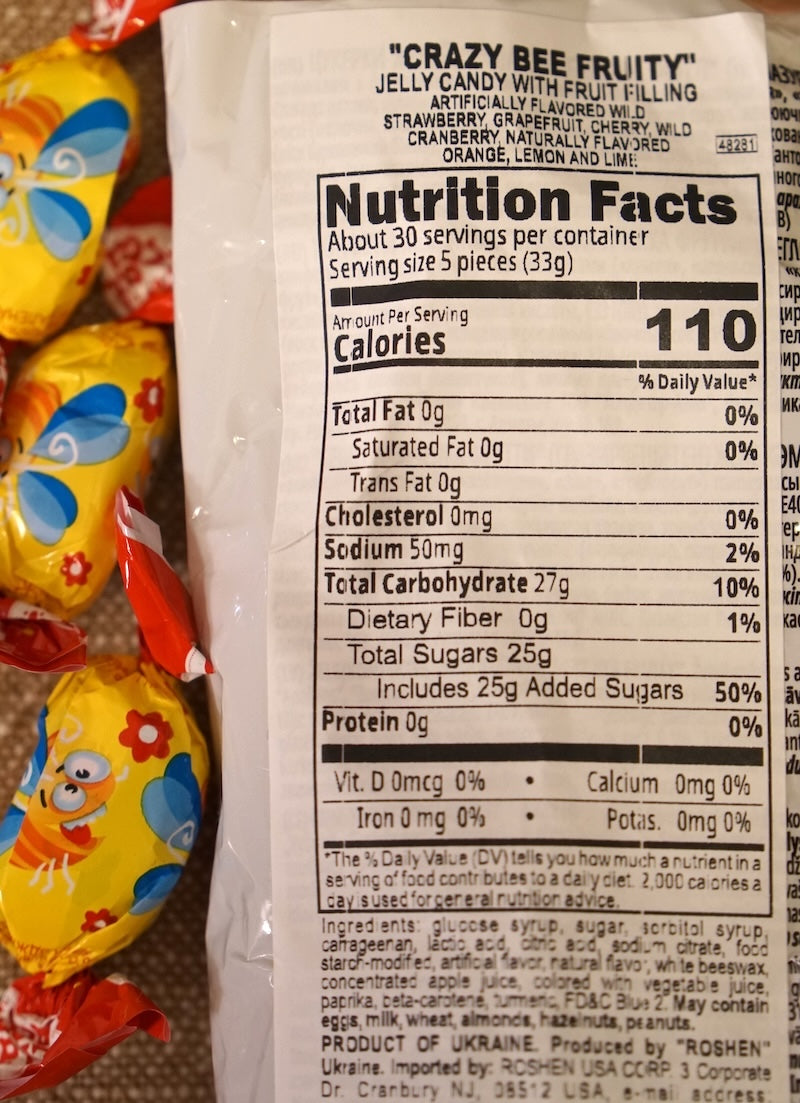 "CRAZY BEE FRUITY"
JELLY CANDY WITH FRUIT FILLING
ARTIFICIALLY FLAVORED WILD
STRAWBERRY, GRAPEFRUIT, CHERRY, WILD
CRANBERRY, NATURALLY FLAVORED
ORANGE, LEMON AND LIME
48281
Nutrition Facts
About 30 servings per container
Serving size 5 pieces (33g)
Amount Per Serving
Calories 110
% Daily Value*
Total Fat 0g 0%
Saturated Fat 0g 0%
Trans Fat 0g
Cholesterol 0mg 0%
Sodium 50mg 2%
Total Carbohydrate 27g 10%
Dietary Fiber 0g 1%
Total Sugars 25g
Includes 25g Added Sugars 50%
Protein 0g 0%
Vit. D 0mcg 0% • Calcium 0mg 0%
Iron 0 mg 0% • Potas. 0mg 0%
*The % Daily Value (DV) tells you how much a nutrient in a
serving of food contributes to a daily diet. 2,000 calories a
day is used for general nutrition advice.
Ingredients: glucose syrup, sugar, sorbitol syrup,
carrageenan, lactic acid, citric acid, sodium citrate, food
starch-modified, artificial flavor, natural flavor, white beeswax,
concentrated apple juice, colored with vegetable juice,
paprika, beta-carotene, turmeric, FD&C Blue 2. May contain
eggs, milk, wheat, almonds, hazelnuts, peanuts.
PRODUCT OF UKRAINE. Produced by "ROSHEN"
Ukraine. Imported by: ROSHEN USA CORP. 3 Corporate
Dr. Cranbury NJ, 08512 USA, e-mail address: